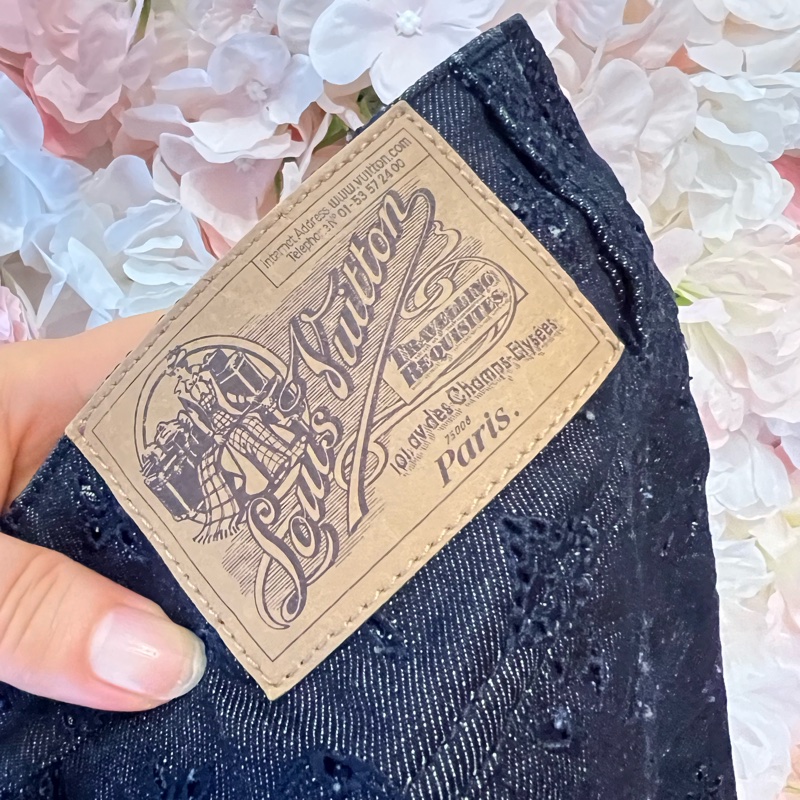 Internet Address www.vuitton.com
Telephone N° 01-53 57 24 00
Louis Vuitton
TRAVELLING
REQUISITES,
101, av des Champs-Elysées
75008
Paris.